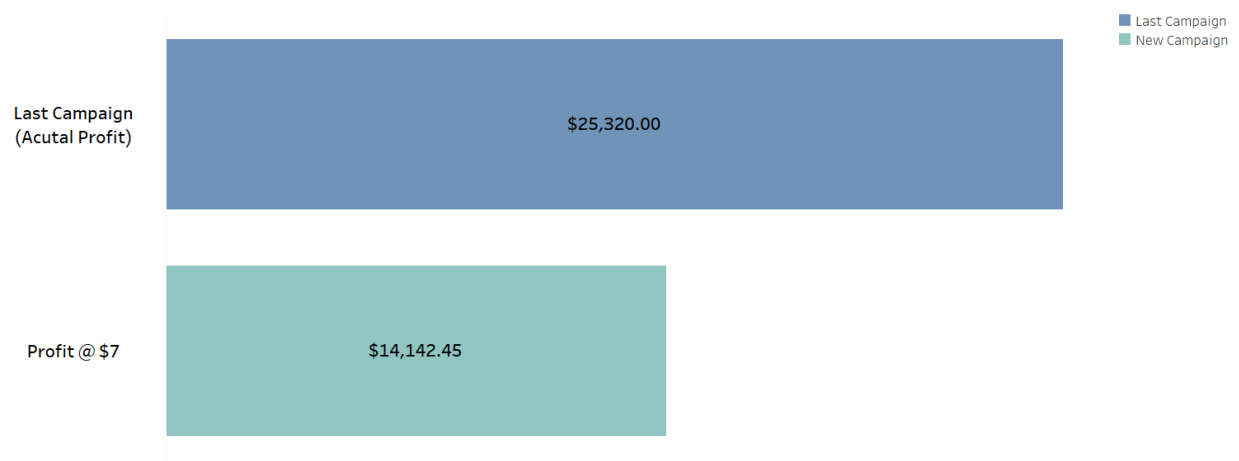 Last Campaign
New Campaign
Last Campaign
(Acutal Profit)
$25,320.00
Profit @ $7
$14,142.45